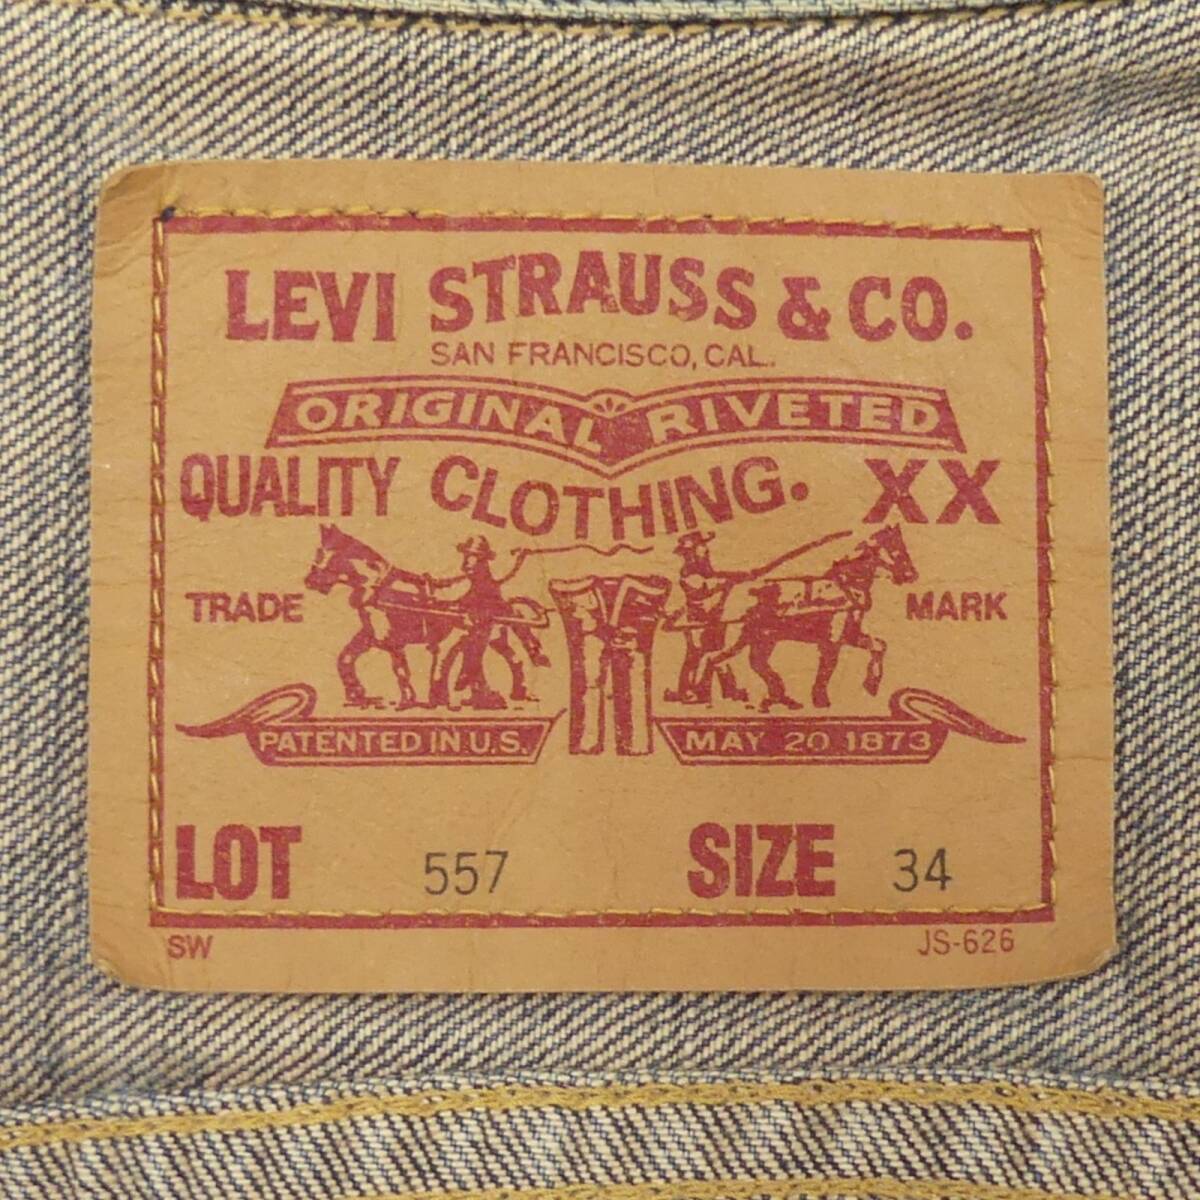 LEVI STRAUSS & CO.
SAN FRANCISCO, CAL.
ORIGINAL RIVETED
QUALITY CLOTHING. XX
TRADE MARK
PATENTED IN U.S. MAY 20 1873
LOT 557 SIZE 34
SW JS-626